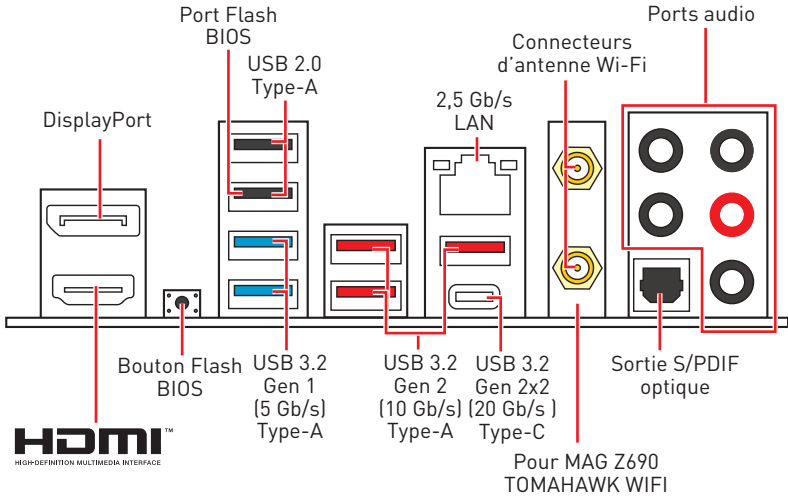 Port Flash
BIOS
USB 2.0
Type-A
DisplayPort
2,5 Gb/s
LAN
Connecteurs
d'antenne Wi-Fi
Ports audio
Bouton Flash
BIOS
USB 3.2
Gen 1
(5 Gb/s)
Type-A
USB 3.2
Gen 2
(10 Gb/s)
Type-A
USB 3.2
Gen 2x2
(20 Gb/s )
Type-C
Sortie S/PDIF
optique
Pour MAG Z690
TOMAHAWK WIFI
HDMI™
HIGH-DEFINITION MULTIMEDIA INTERFACE